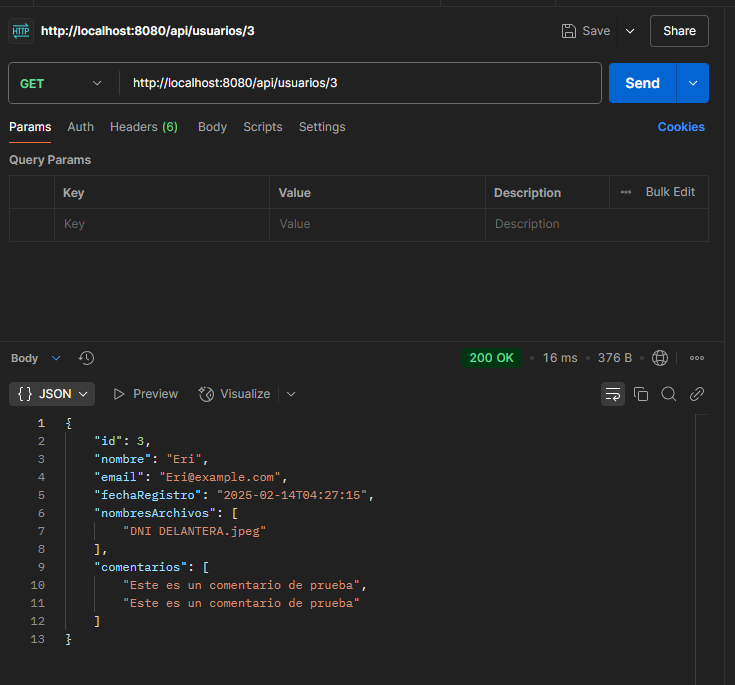 HTTP http://localhost:8080/api/usuarios/3 Save Share
GET http://localhost:8080/api/usuarios/3 Send
Params Auth Headers (6) Body Scripts Settings Cookies
Query Params
Key Value Description ••• Bulk Edit
Key Value Description
Body 200 OK • 16 ms • 376 B •
{} JSON Preview Visualize
1 {
2 "id": 3,
3 "nombre": "Eri",
4 "email": "Eri@example.com",
5 "fechaRegistro": "2025-02-14T04:27:15",
6 "nombresArchivos": [
7 "DNI DELANTERA.jpeg"
8 ],
9 "comentarios": [
10 "Este es un comentario de prueba",
11 "Este es un comentario de prueba"
12 ]
13 }